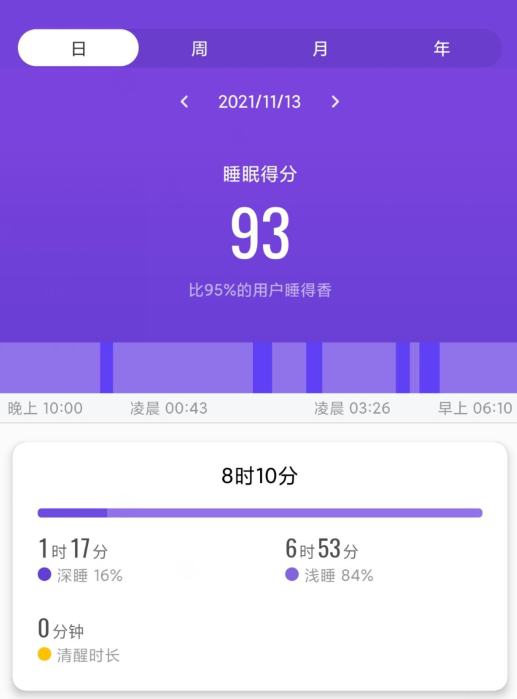 日 周 月 年
2021/11/13
睡眠得分
93
比95%的用户睡得香
晚上 10:00 凌晨 00:43 凌晨 03:26 早上 06:10
8时10分
1时17分 6时53分
深睡 16% 浅睡 84%
0分钟
清醒时长